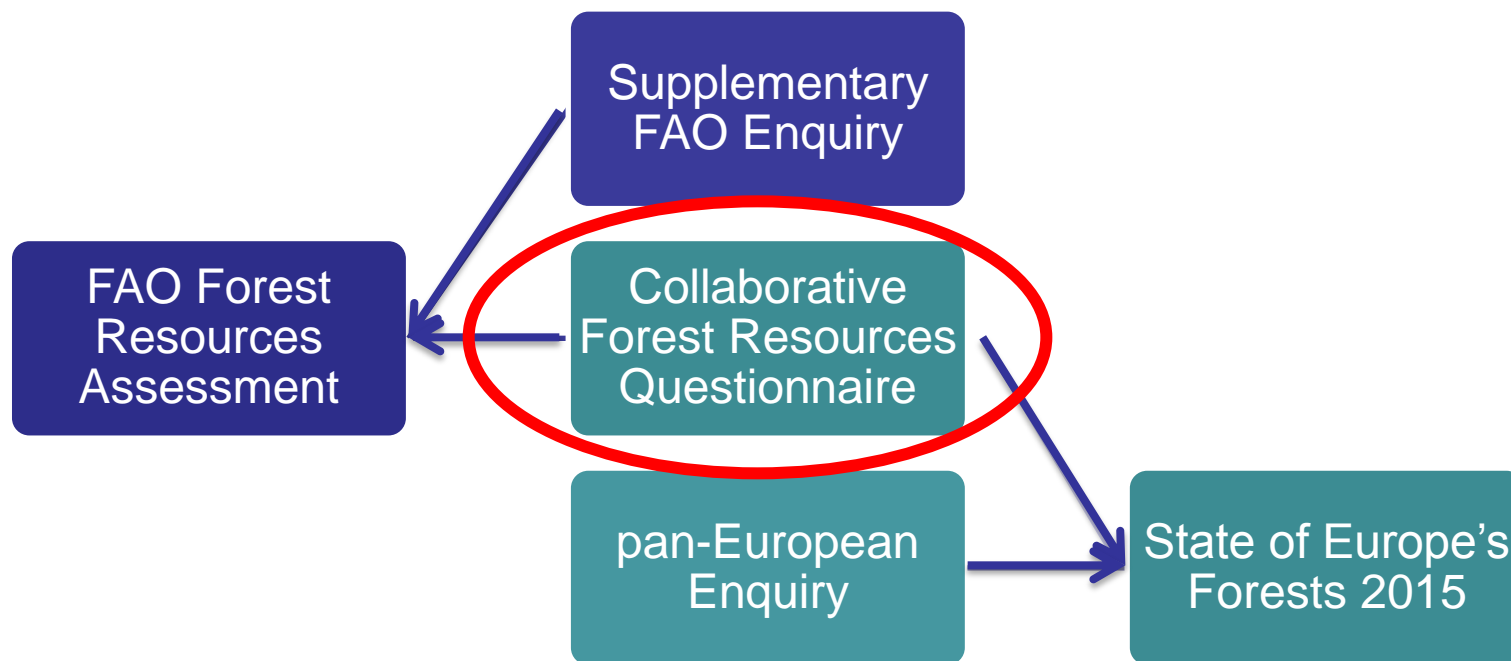 Supplementary
FAO Enquiry
FAO Forest
Resources
Assessment
Collaborative
Forest Resources
Questionnaire
pan-European
Enquiry
State of Europe’s
Forests 2015